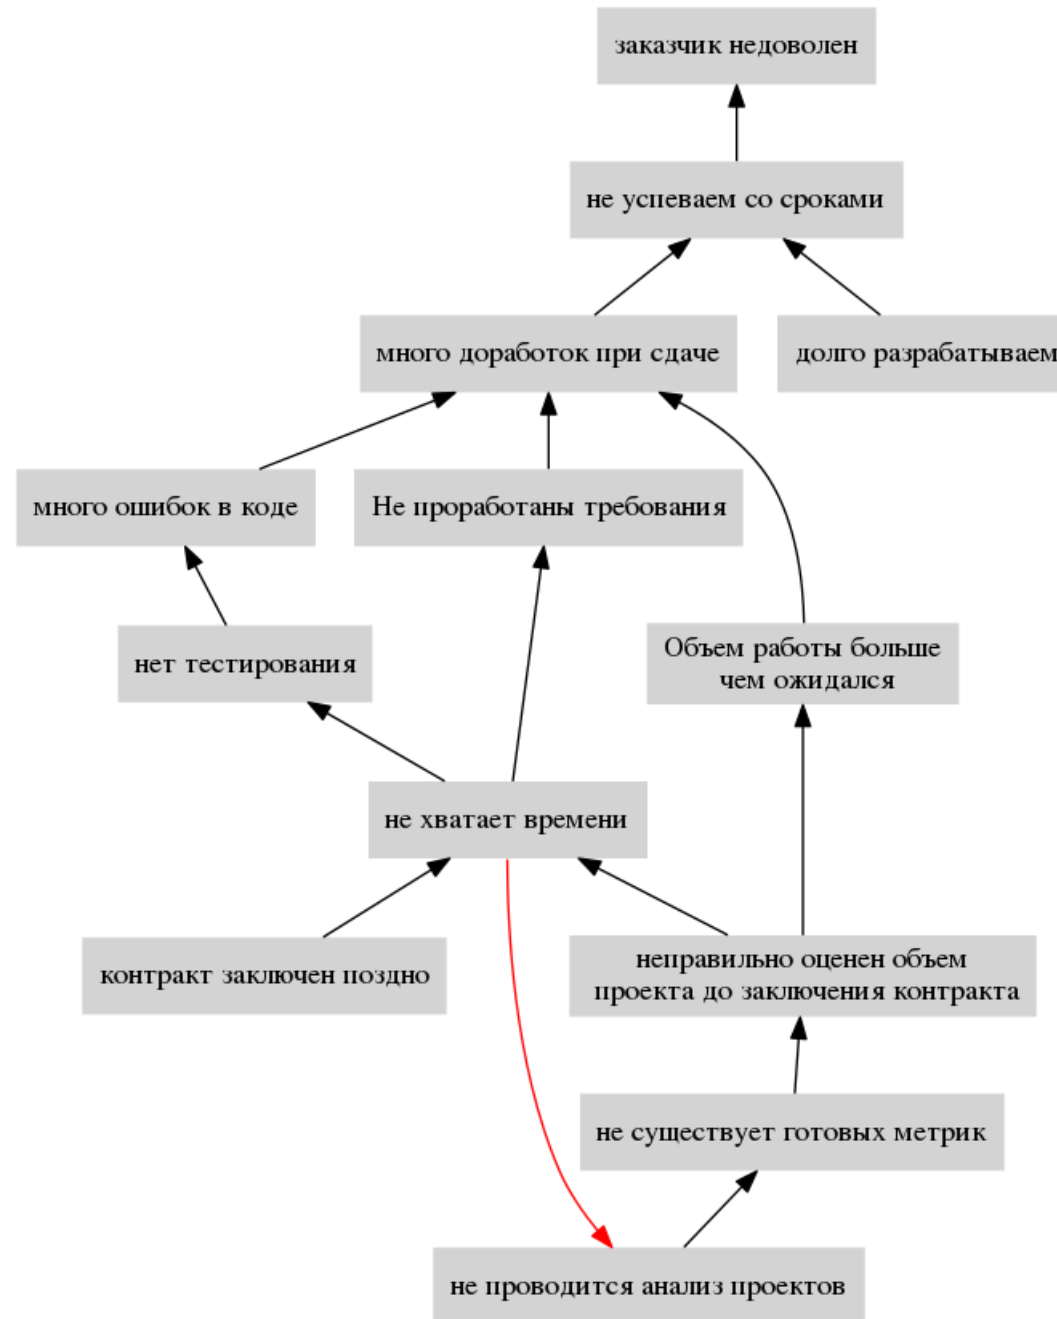 заказчик недоволен
не успеваем со сроками
много доработок при сдаче
долго разрабатываем
много ошибок в коде
Не проработаны требования
нет тестирования
Объем работы больше
чем ожидался
не хватает времени
контракт заключен поздно
неправильно оценен объем
проекта до заключения контракта
не существует готовых метрик
не проводится анализ проектов